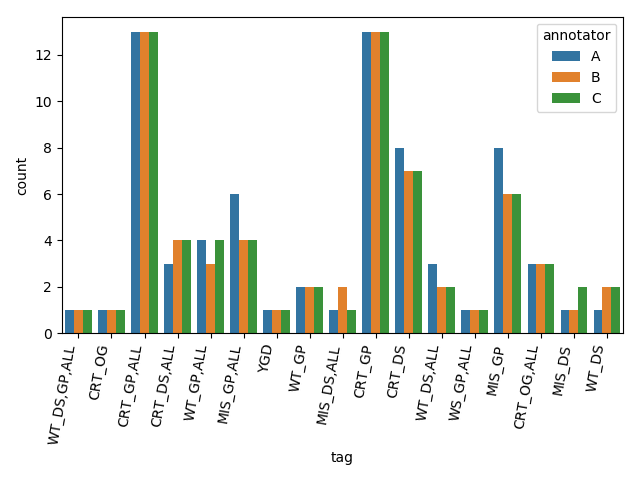 annotator
A
B
C
count
12
10
8
6
4
2
0
WT_DS,GP,ALL
CRT_OG
CRT_GP,ALL
CRT_DS,ALL
WT_GP,ALL
MIS_GP,ALL
YGD
WT_GP
MIS_DS,ALL
CRT_GP
CRT_DS
WT_DS,ALL
WS_GP,ALL
MIS_GP
CRT_OG,ALL
MIS_DS
WT_DS
tag